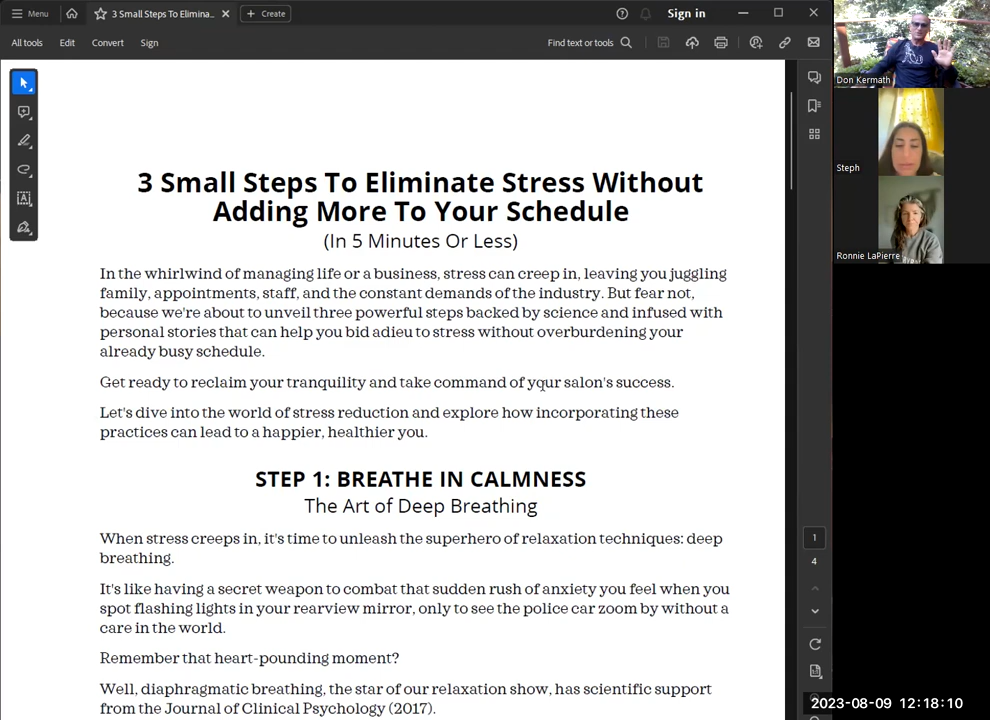 Menu
3 Small Steps To Elimina...
Create
Sign in
All tools
Edit
Convert
Sign
Find text or tools
3 Small Steps To Eliminate Stress Without
Adding More To Your Schedule
(In 5 Minutes Or Less)
In the whirlwind of managing life or a business, stress can creep in, leaving you juggling
family, appointments, staff, and the constant demands of the industry. But fear not,
because we're about to unveil three powerful steps backed by science and infused with
personal stories that can help you bid adieu to stress without overburdening your
already busy schedule.
Get ready to reclaim your tranquility and take command of your salon's success.
Let's dive into the world of stress reduction and explore how incorporating these
practices can lead to a happier, healthier you.
STEP 1: BREATHE IN CALMNESS
The Art of Deep Breathing
When stress creeps in, it's time to unleash the superhero of relaxation techniques: deep
breathing.
It's like having a secret weapon to combat that sudden rush of anxiety you feel when you
spot flashing lights in your rearview mirror, only to see the police car zoom by without a
care in the world.
Remember that heart-pounding moment?
Well, diaphragmatic breathing, the star of our relaxation show, has scientific support
from the Journal of Clinical Psychology (2017).
1
4
Don Kermath
Steph
Ronnie LaPierre
2023-08-09 12:18:10